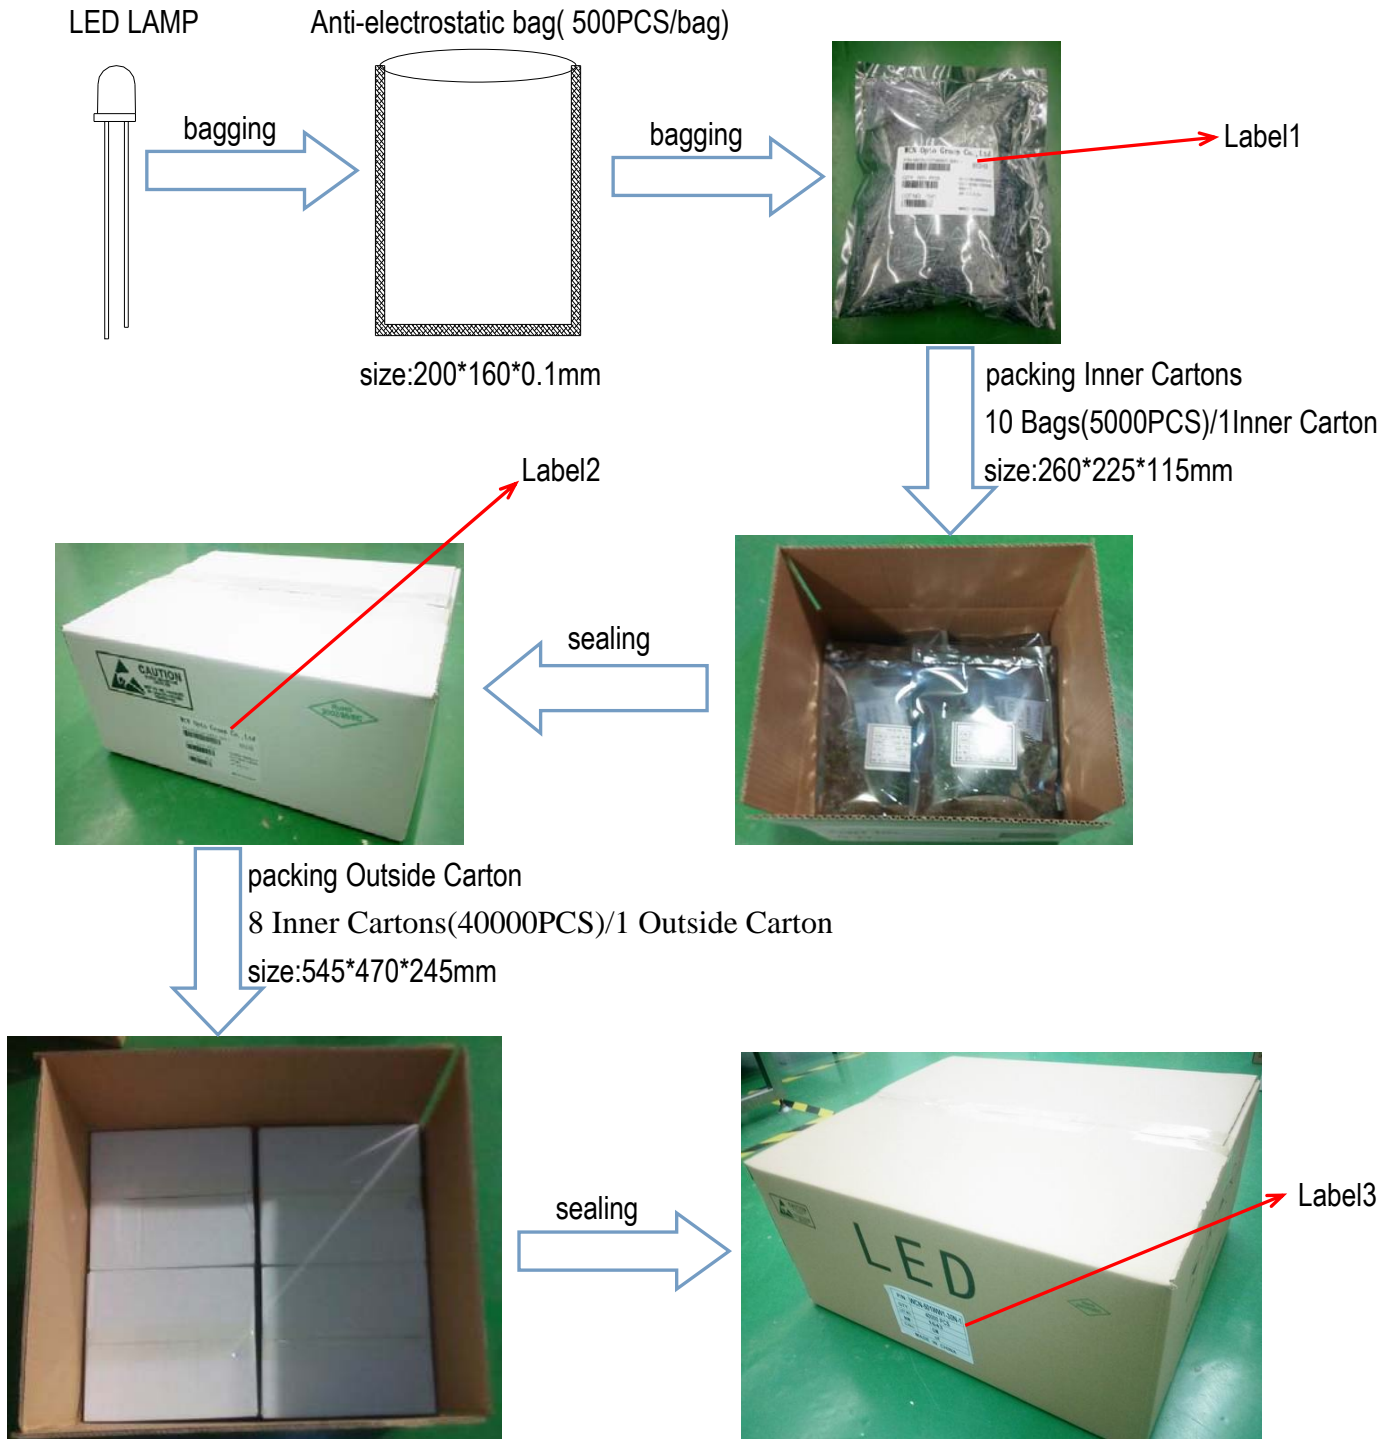 LED LAMP
Anti-electrostatic bag( 500PCS/bag)
bagging
bagging
Label1
size:200*160*0.1mm
packing Inner Cartons
10 Bags(5000PCS)/1Inner Carton
size:260*225*115mm
Label2
sealing
CAUTION
packing Outside Carton
8 Inner Cartons(40000PCS)/1 Outside Carton
size:545*470*245mm
sealing
Label3
LED